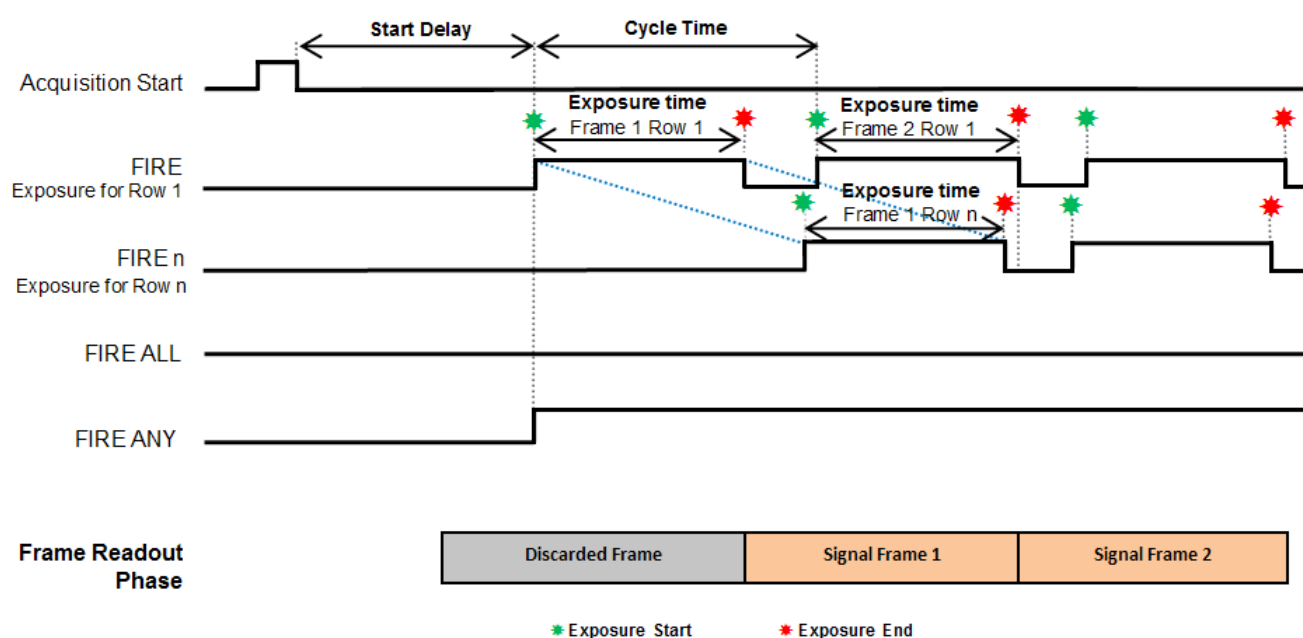 Start Delay
Cycle Time
Acquisition Start
Exposure time
Frame 1 Row 1
Exposure time
Frame 2 Row 1
FIRE
Exposure for Row 1
Exposure time
Frame 1 Row n
FIRE n
Exposure for Row n
FIRE ALL
FIRE ANY
Frame Readout
Phase
Discarded Frame
Signal Frame 1
Signal Frame 2
Exposure Start
Exposure End